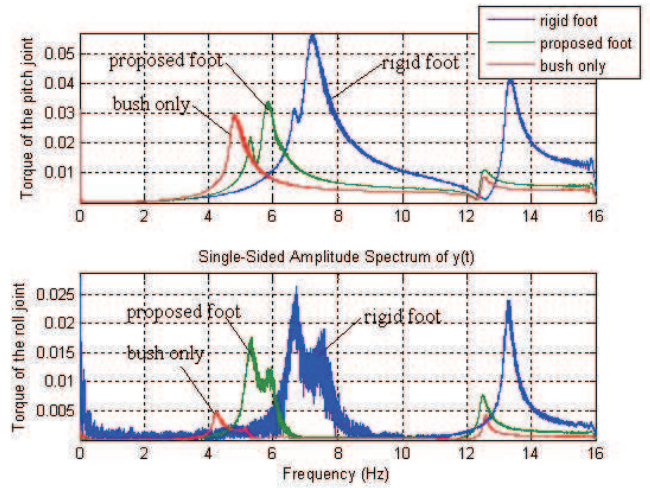 rigid foot
proposed foot
bush only
Torque of the pitch joint
0.05
0.04
0.03
0.02
0.01
proposed foot
bush only
rigid foot
0 2 4 6 8 10 12 14 16
Single-Sided Amplitude Spectrum of y(t)
Torque of the roll joint
0.025
0.02
0.015
0.01
0.005
proposed foot
bush only
rigid foot
0 2 4 6 8 10 12 14 16
Frequency (Hz)